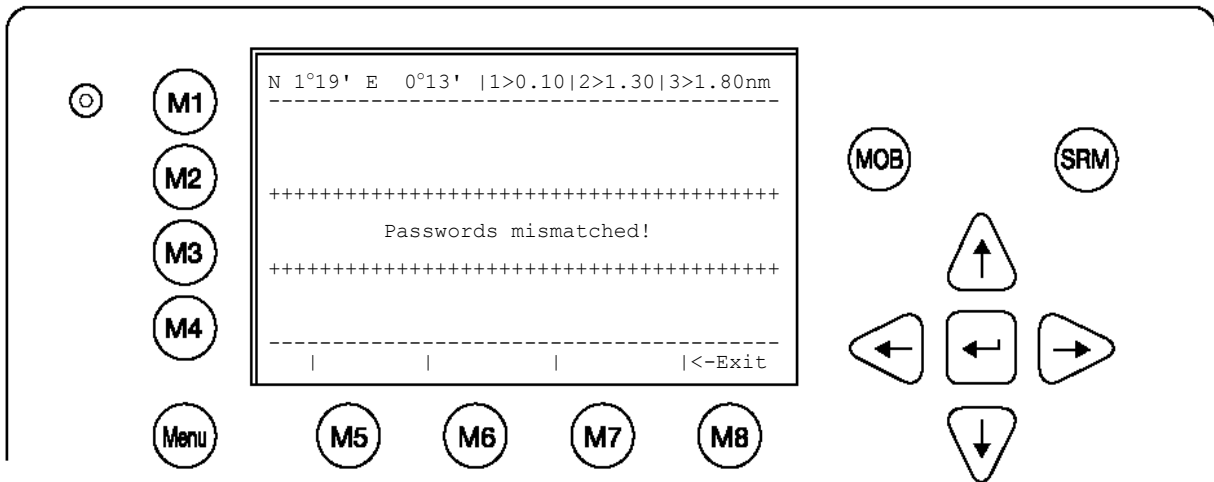 N 1°19' E 0°13' |1>0.10|2>1.30|3>1.80nm
----------------------------------------
++++++++++++++++++++++++++++++++++++++++
Passwords mismatched!
++++++++++++++++++++++++++++++++++++++++
----------------------------------------
| | | |<-Exit
M1
M2
M3
M4
Menu
M5 M6 M7 M8
MOB SRM